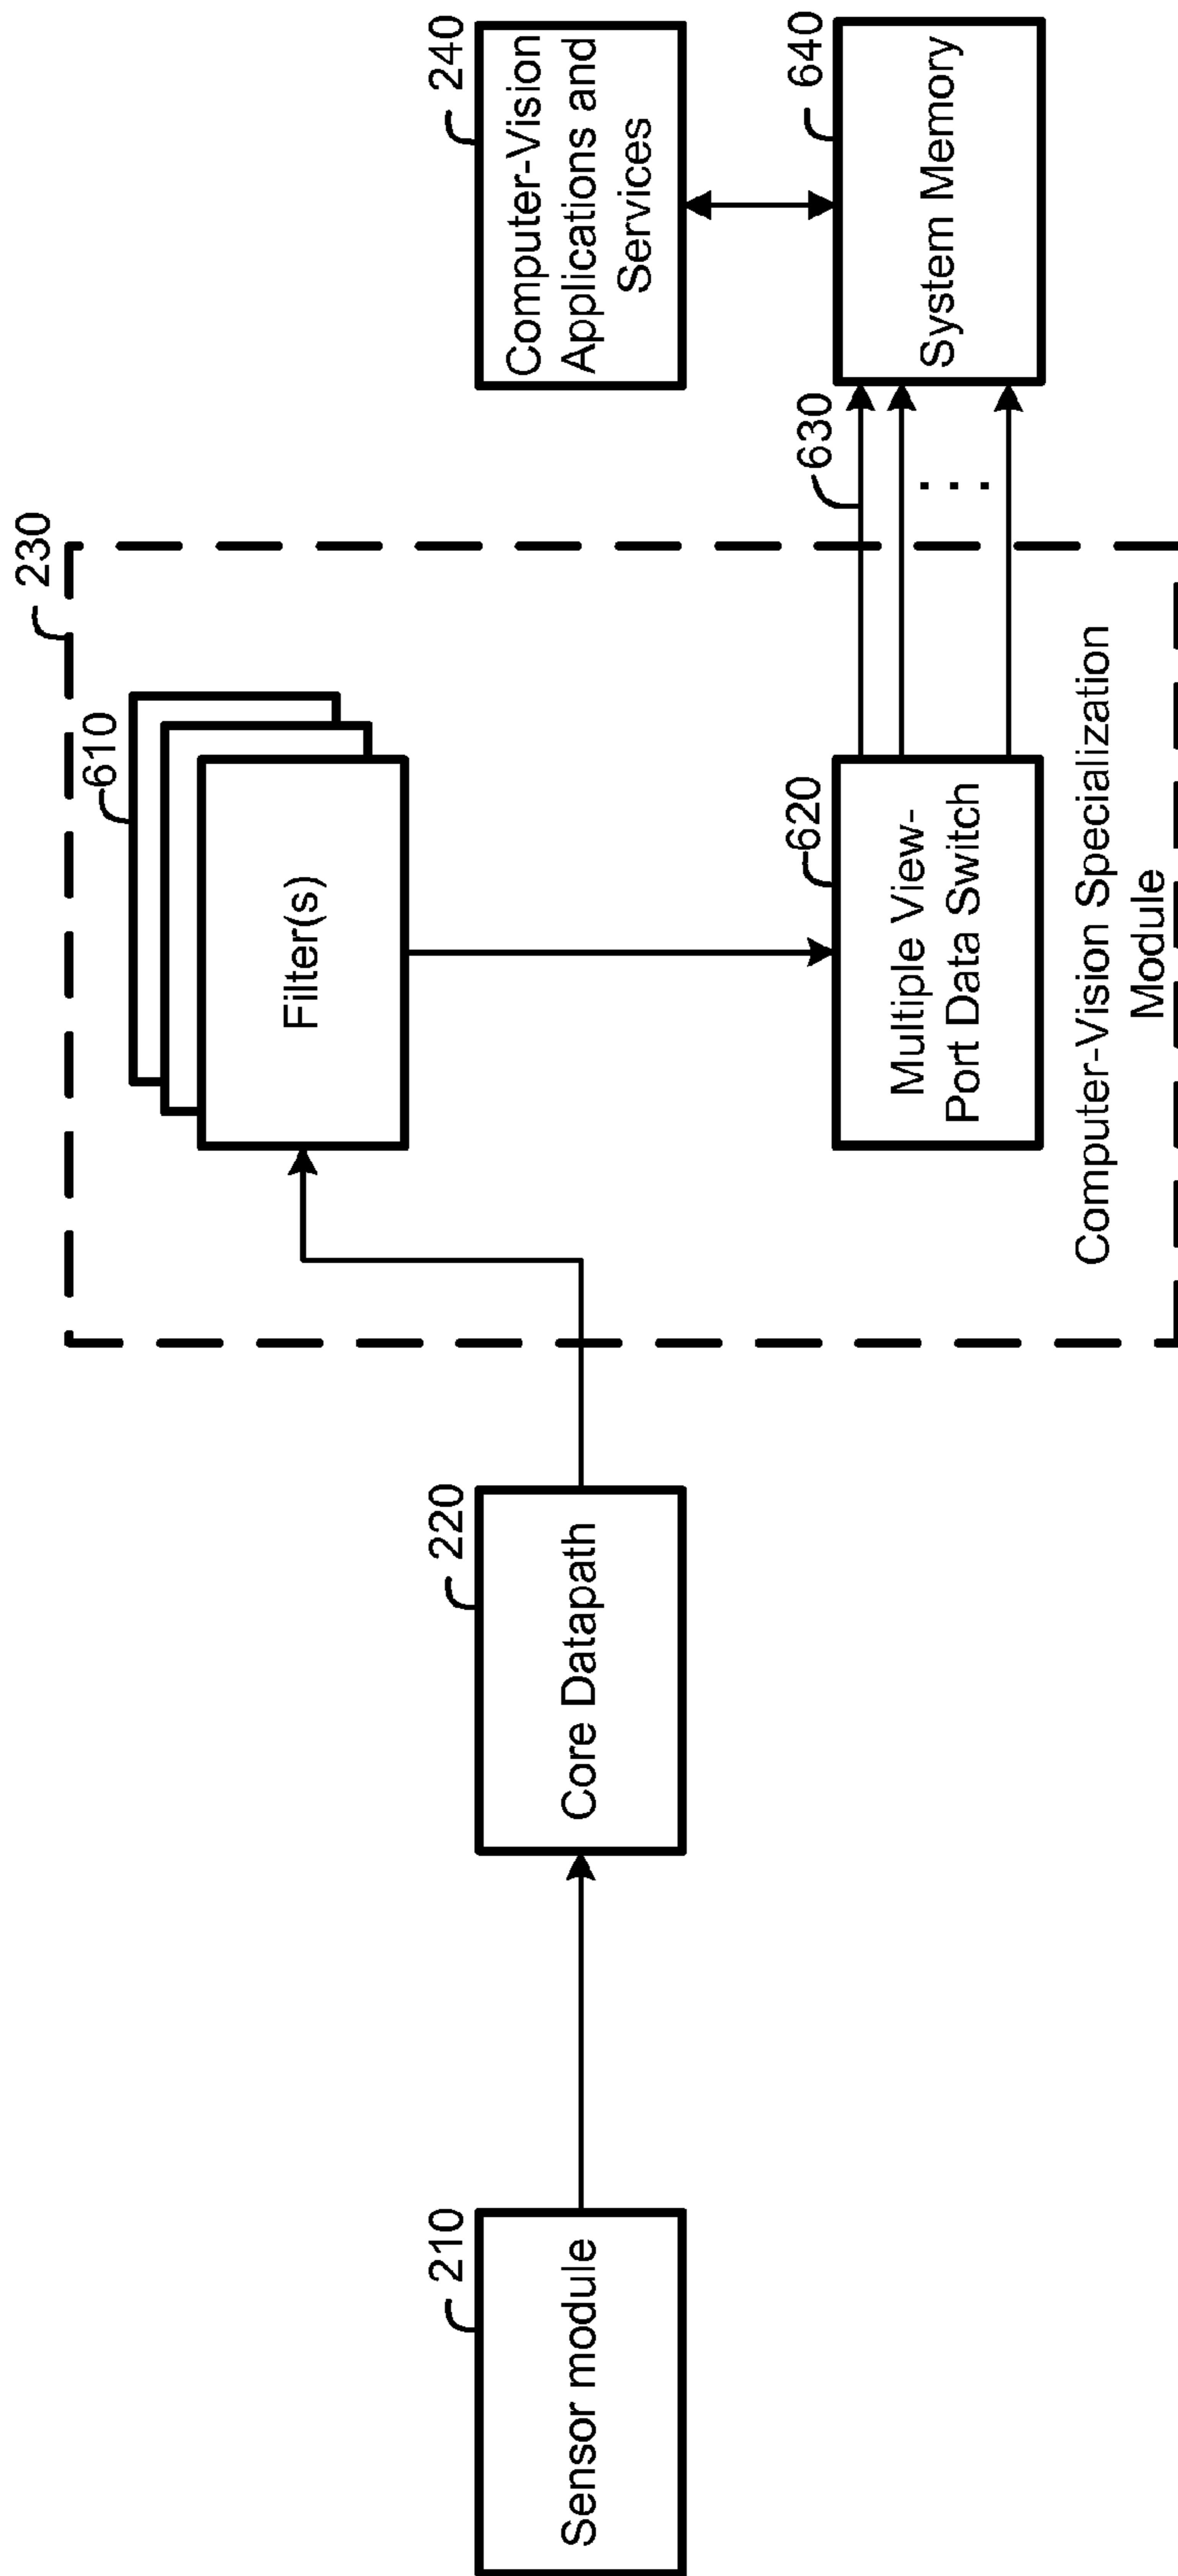 210
Sensor module
220
Core Datapath
230
610
Filter(s)
620
Multiple View-
Port Data Switch
Computer-Vision Specialization
Module
630
240
Computer-Vision
Applications and
Services
640
System Memory
. . .